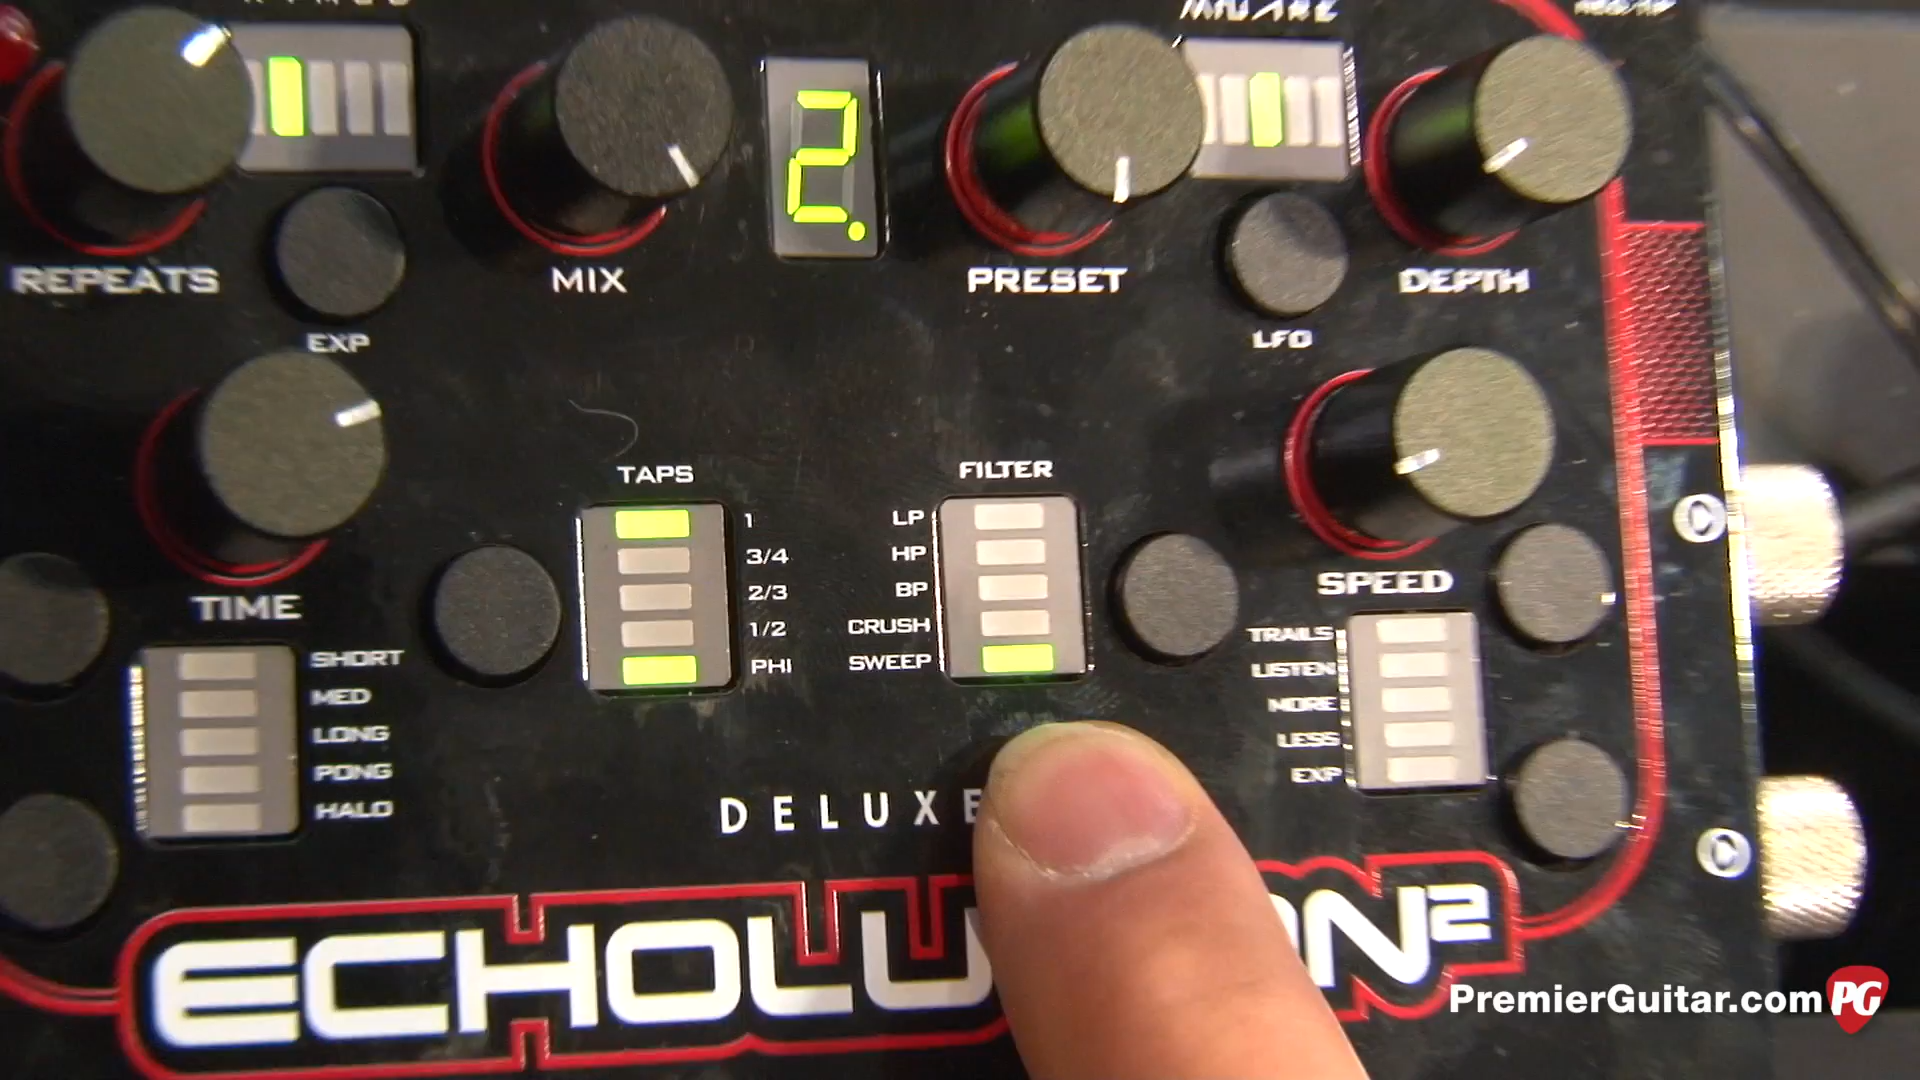 2.
REPEATS
MIX
PRESET
DEPTH
EXP
LFO
TAPS
1
3/4
2/3
1/2
PHI
FILTER
LP
HP
BP
CRUSH
SWEEP
TIME
SHORT
MED
LONG
PONG
HALO
SPEED
TRAILS
LISTEN
MORE
LESS
EXP
DELUXE
PremierGuitar.com PG